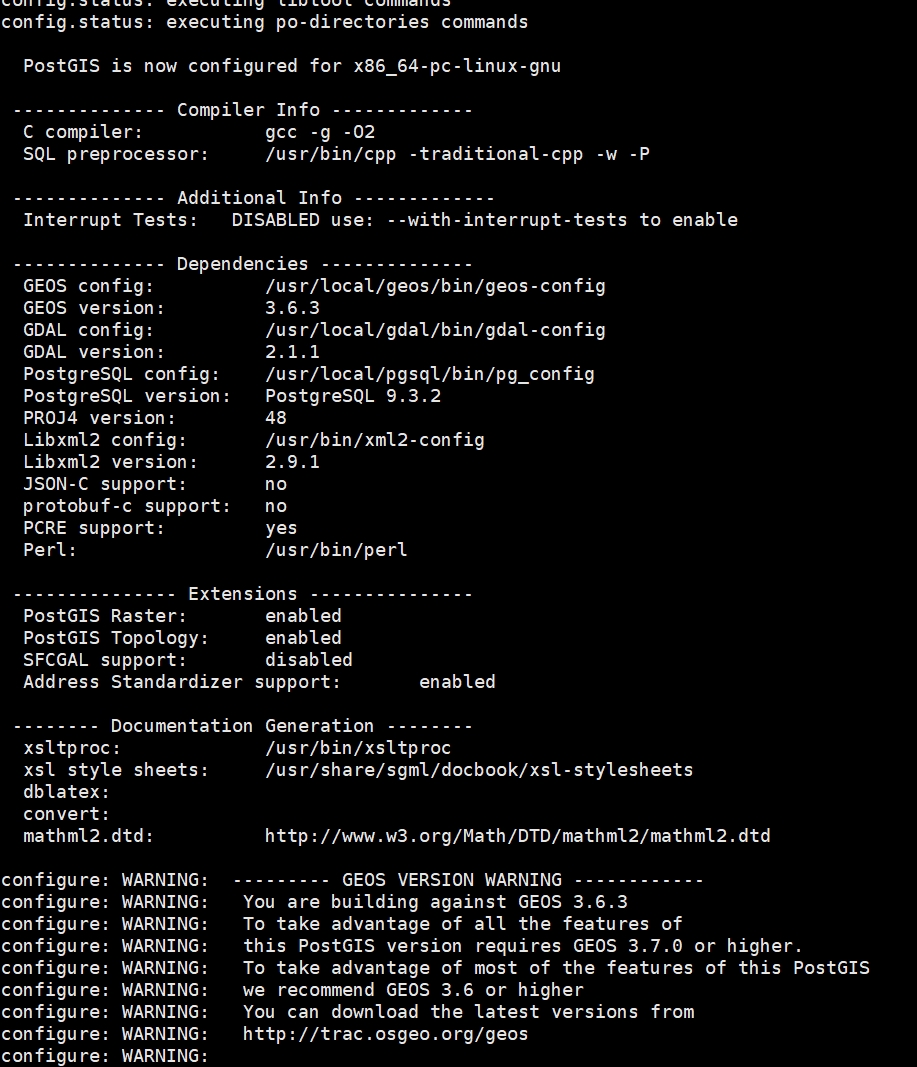 config.status: executing libtool commands
config.status: executing po-directories commands
PostGIS is now configured for x86_64-pc-linux-gnu
------------- Compiler Info -------------
C compiler: gcc -g -O2
SQL preprocessor: /usr/bin/cpp -traditional-cpp -w -P
-------------- Additional Info -------------
Interrupt Tests: DISABLED use: --with-interrupt-tests to enable
-------------- Dependencies --------------
GEOS config: /usr/local/geos/bin/geos-config
GEOS version: 3.6.3
GDAL config: /usr/local/gdal/bin/gdal-config
GDAL version: 2.1.1
PostgreSQL config: /usr/local/pgsql/bin/pg_config
PostgreSQL version: PostgreSQL 9.3.2
PROJ4 version: 48
Libxml2 config: /usr/bin/xml2-config
Libxml2 version: 2.9.1
JSON-C support: no
protobuf-c support: no
PCRE support: yes
Perl: /usr/bin/perl
--------------- Extensions ---------------
PostGIS Raster: enabled
PostGIS Topology: enabled
SFCGAL support: disabled
Address Standardizer support: enabled
-------- Documentation Generation --------
xsltproc: /usr/bin/xsltproc
xsl style sheets: /usr/share/sgml/docbook/xsl-stylesheets
dblatex:
convert:
mathml2.dtd: http://www.w3.org/Math/DTD/mathml2/mathml2.dtd
configure: WARNING: --------- GEOS VERSION WARNING ------------
configure: WARNING: You are building against GEOS 3.6.3
configure: WARNING: To take advantage of all the features of
configure: WARNING: this PostGIS version requires GEOS 3.7.0 or higher.
configure: WARNING: To take advantage of most of the features of this PostGIS
configure: WARNING: we recommend GEOS 3.6 or higher
configure: WARNING: You can download the latest versions from
configure: WARNING: http://trac.osgeo.org/geos
configure: WARNING: